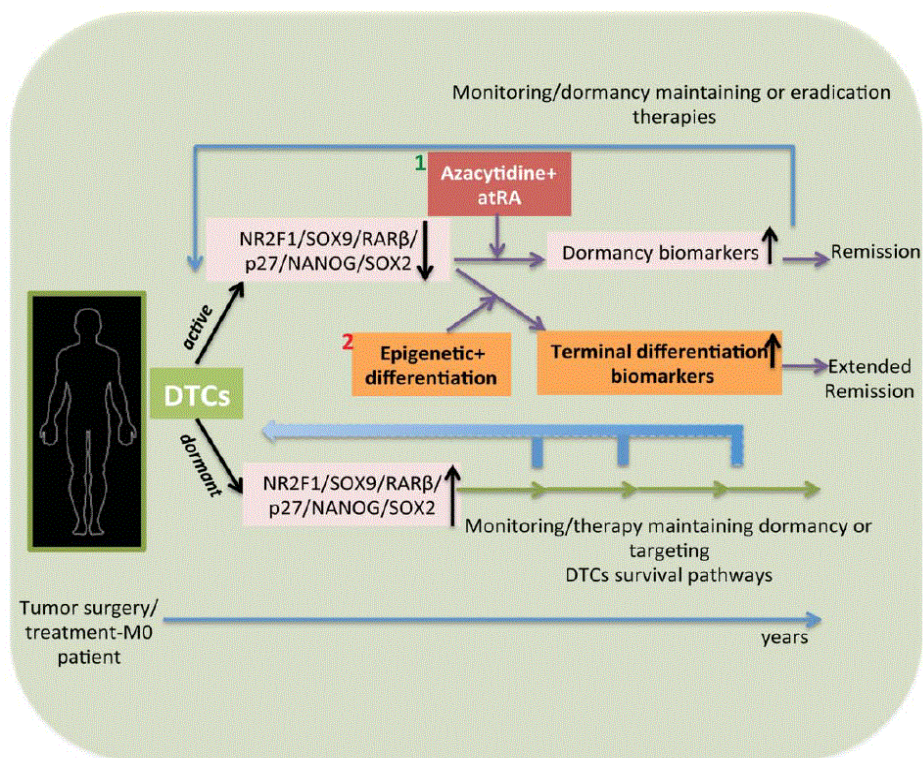 Monitoring/dormancy maintaining or eradication
therapies
1
Azacytidine+
atRA
NR2F1/SOX9/RARβ/
p27/NANOG/SOX2
Dormancy biomarkers
Remission
active
2
Epigenetic+
differentiation
Terminal differentiation
biomarkers
Extended
Remission
DTCs
dormant
NR2F1/SOX9/RARβ/
p27/NANOG/SOX2
Monitoring/therapy maintaining dormancy or
targeting
DTCs survival pathways
Tumor surgery/
treatment-M0
patient
years